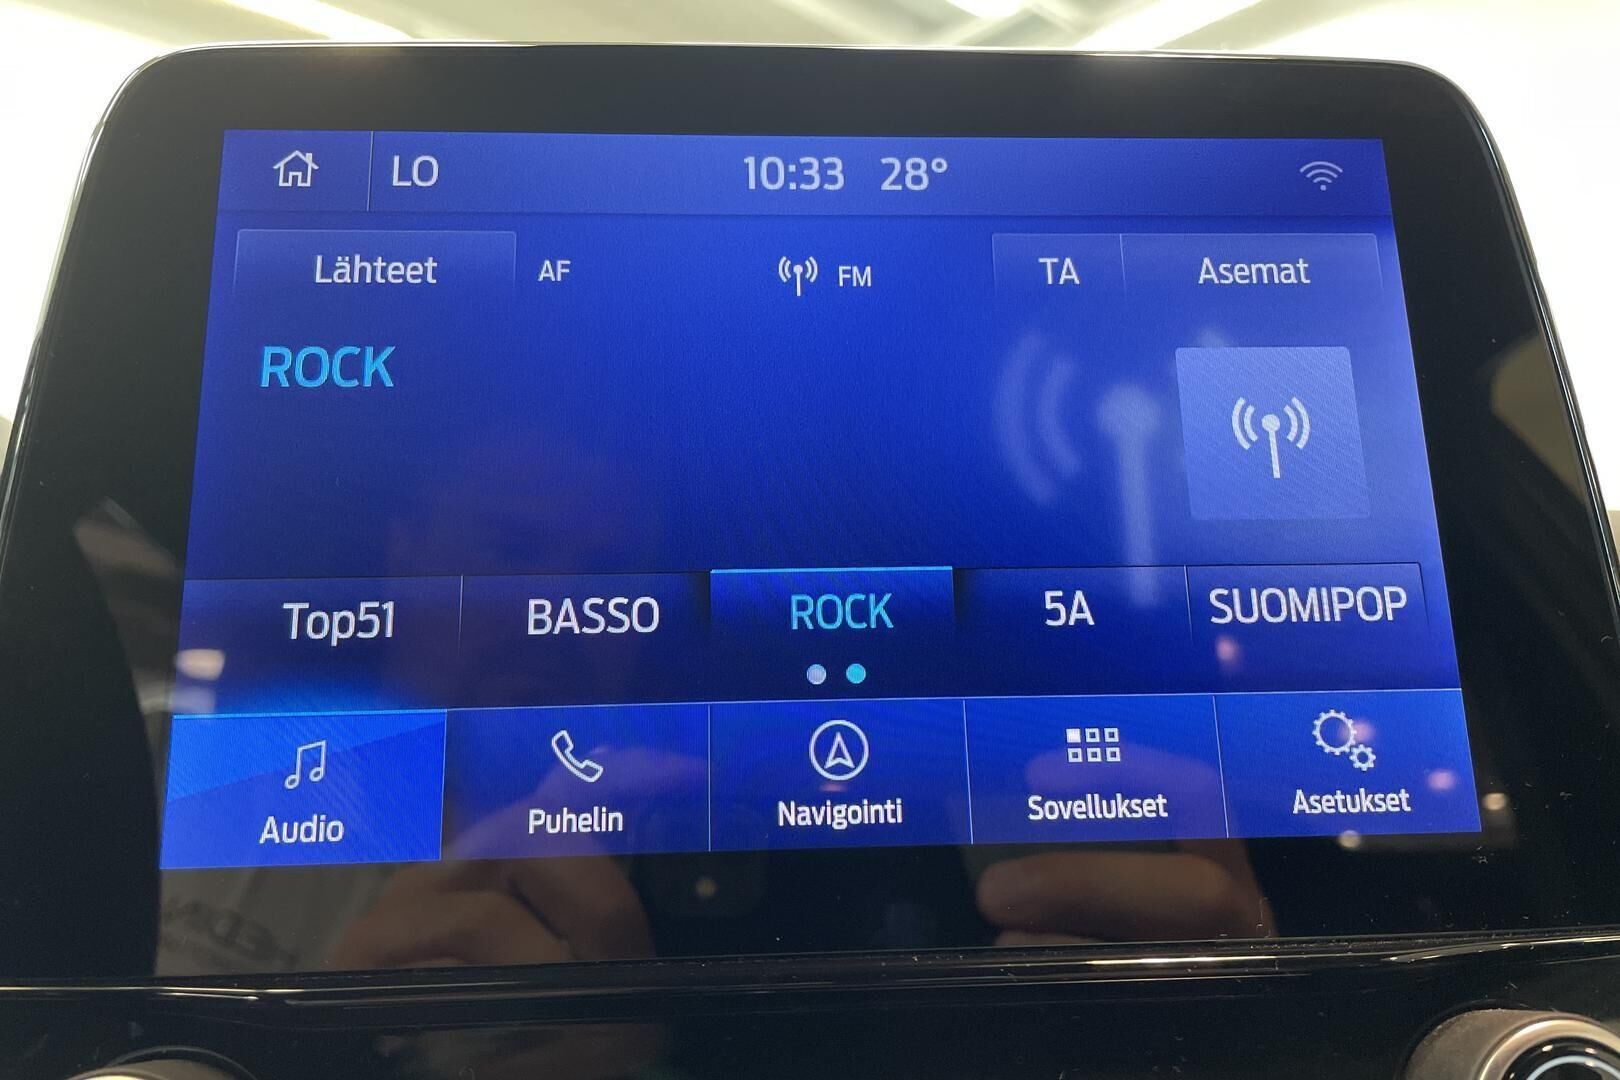 LO 10:33 28°
Lähteet AF FM TA Asemat
ROCK
Top51 BASSO ROCK 5A SUOMIPOP
Audio Puhelin Navigointi Sovellukset Asetukset